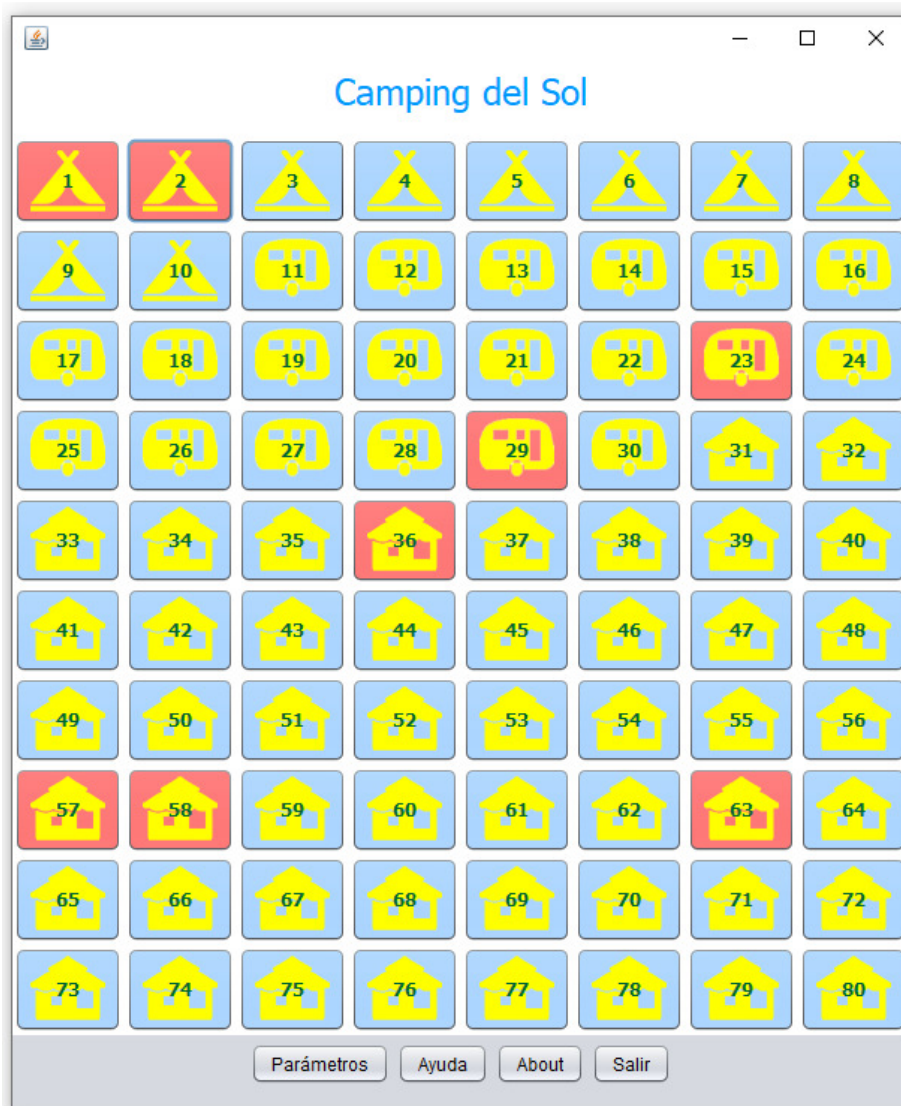 Camping del Sol
1 2 3 4 5 6 7 8
9 10 11 12 13 14 15 16
17 18 19 20 21 22 23 24
25 26 27 28 29 30 31 32
33 34 35 36 37 38 39 40
41 42 43 44 45 46 47 48
49 50 51 52 53 54 55 56
57 58 59 60 61 62 63 64
65 66 67 68 69 70 71 72
73 74 75 76 77 78 79 80
Parámetros Ayuda About Salir